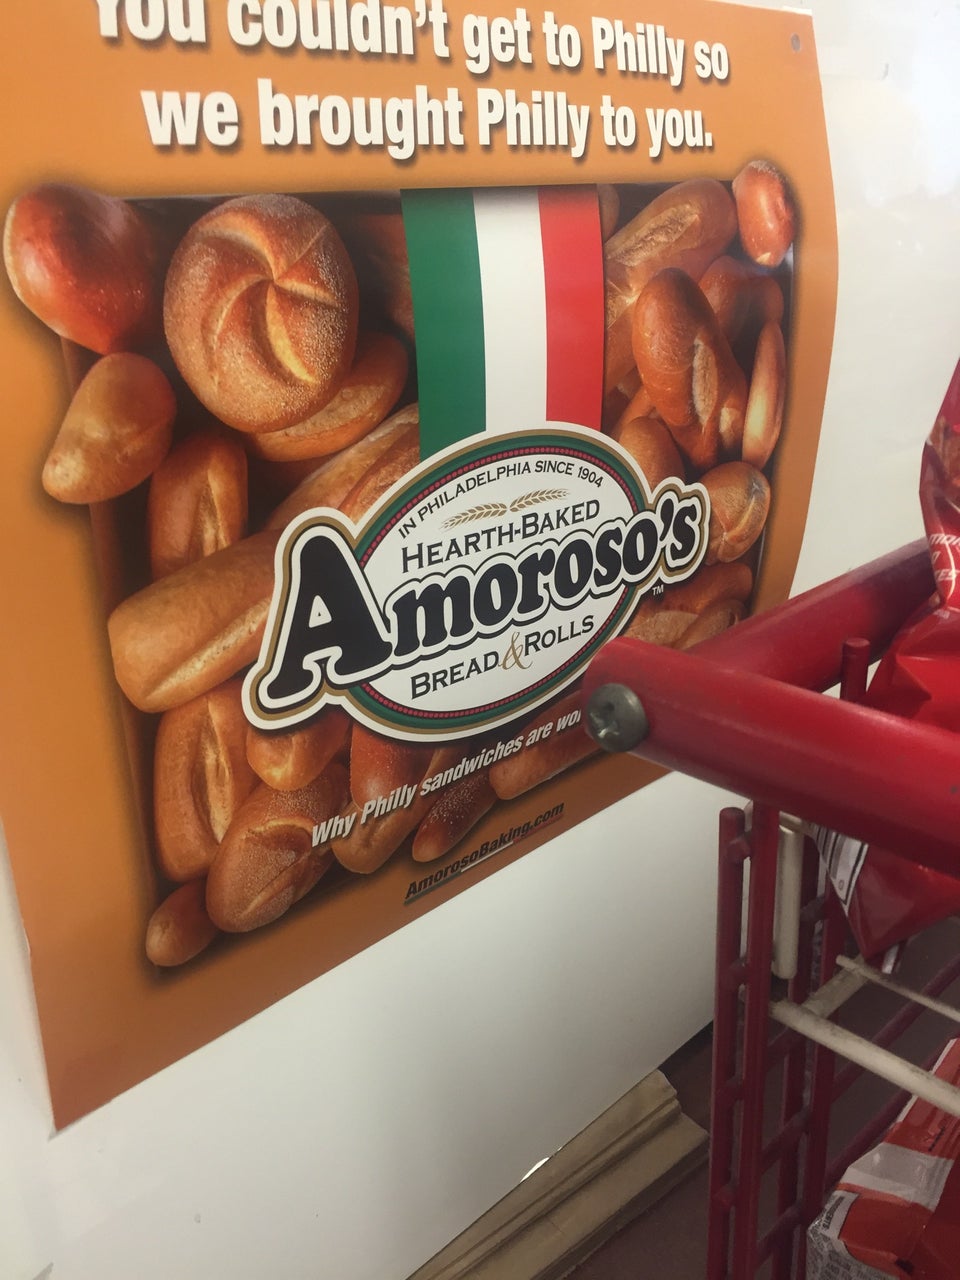 You couldn't get to Philly so
we brought Philly to you.
IN PHILADELPHIA SINCE 1904
HEARTH-BAKED
Amoroso's
TM
BREAD & ROLLS
Why Philly sandwiches are
AmorosoBaking.com